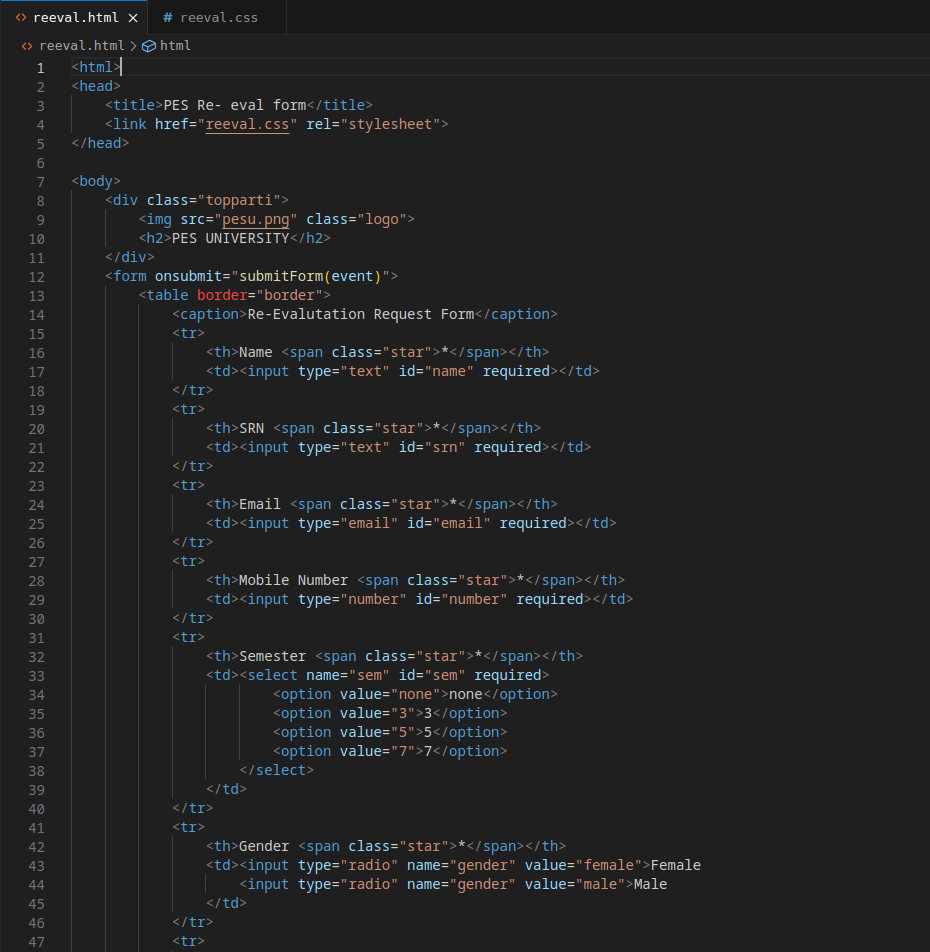 <> reeval.html × # reeval.css
<> reeval.html > html
1 <html>
2 <head>
3     <title>PES Re- eval form</title>
4     <link href="reeval.css" rel="stylesheet">
5 </head>
6
7 <body>
8     <div class="topparti">
9         <img src="pesu.png" class="logo">
10         <h2>PES UNIVERSITY</h2>
11     </div>
12     <form onsubmit="submitForm(event)">
13         <table border="border">
14             <caption>Re-Evalutation Request Form</caption>
15             <tr>
16                 <th>Name <span class="star">*</span></th>
17                 <td><input type="text" id="name" required></td>
18             </tr>
19             <tr>
20                 <th>SRN <span class="star">*</span></th>
21                 <td><input type="text" id="srn" required></td>
22             </tr>
23             <tr>
24                 <th>Email <span class="star">*</span></th>
25                 <td><input type="email" id="email" required></td>
26             </tr>
27             <tr>
28                 <th>Mobile Number <span class="star">*</span></th>
29                 <td><input type="number" id="number" required></td>
30             </tr>
31             <tr>
32                 <th>Semester <span class="star">*</span></th>
33                 <td><select name="sem" id="sem" required>
34                         <option value="none">none</option>
35                         <option value="3">3</option>
36                         <option value="5">5</option>
37                         <option value="7">7</option>
38                     </select>
39                 </td>
40             </tr>
41             <tr>
42                 <th>Gender <span class="star">*</span></th>
43                 <td><input type="radio" name="gender" value="female">Female
44                     <input type="radio" name="gender" value="male">Male
45                 </td>
46             </tr>
47             <tr>